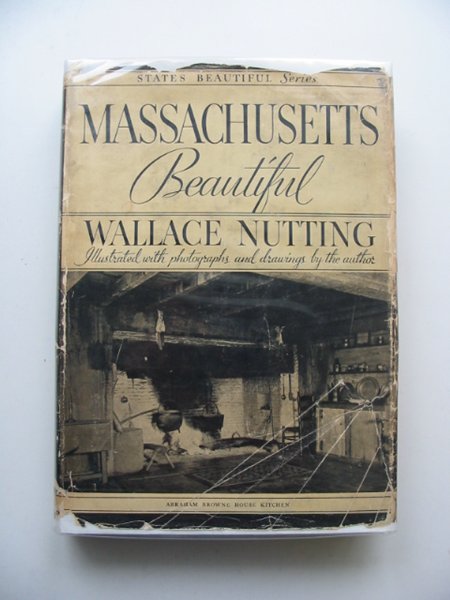 STATES BEAUTIFUL Series
MASSACHUSETTS
Beautiful
WALLACE NUTTING
Illustrated with photographs and drawings by the author
ABRAHAM BROWNE HOUSE KITCHEN